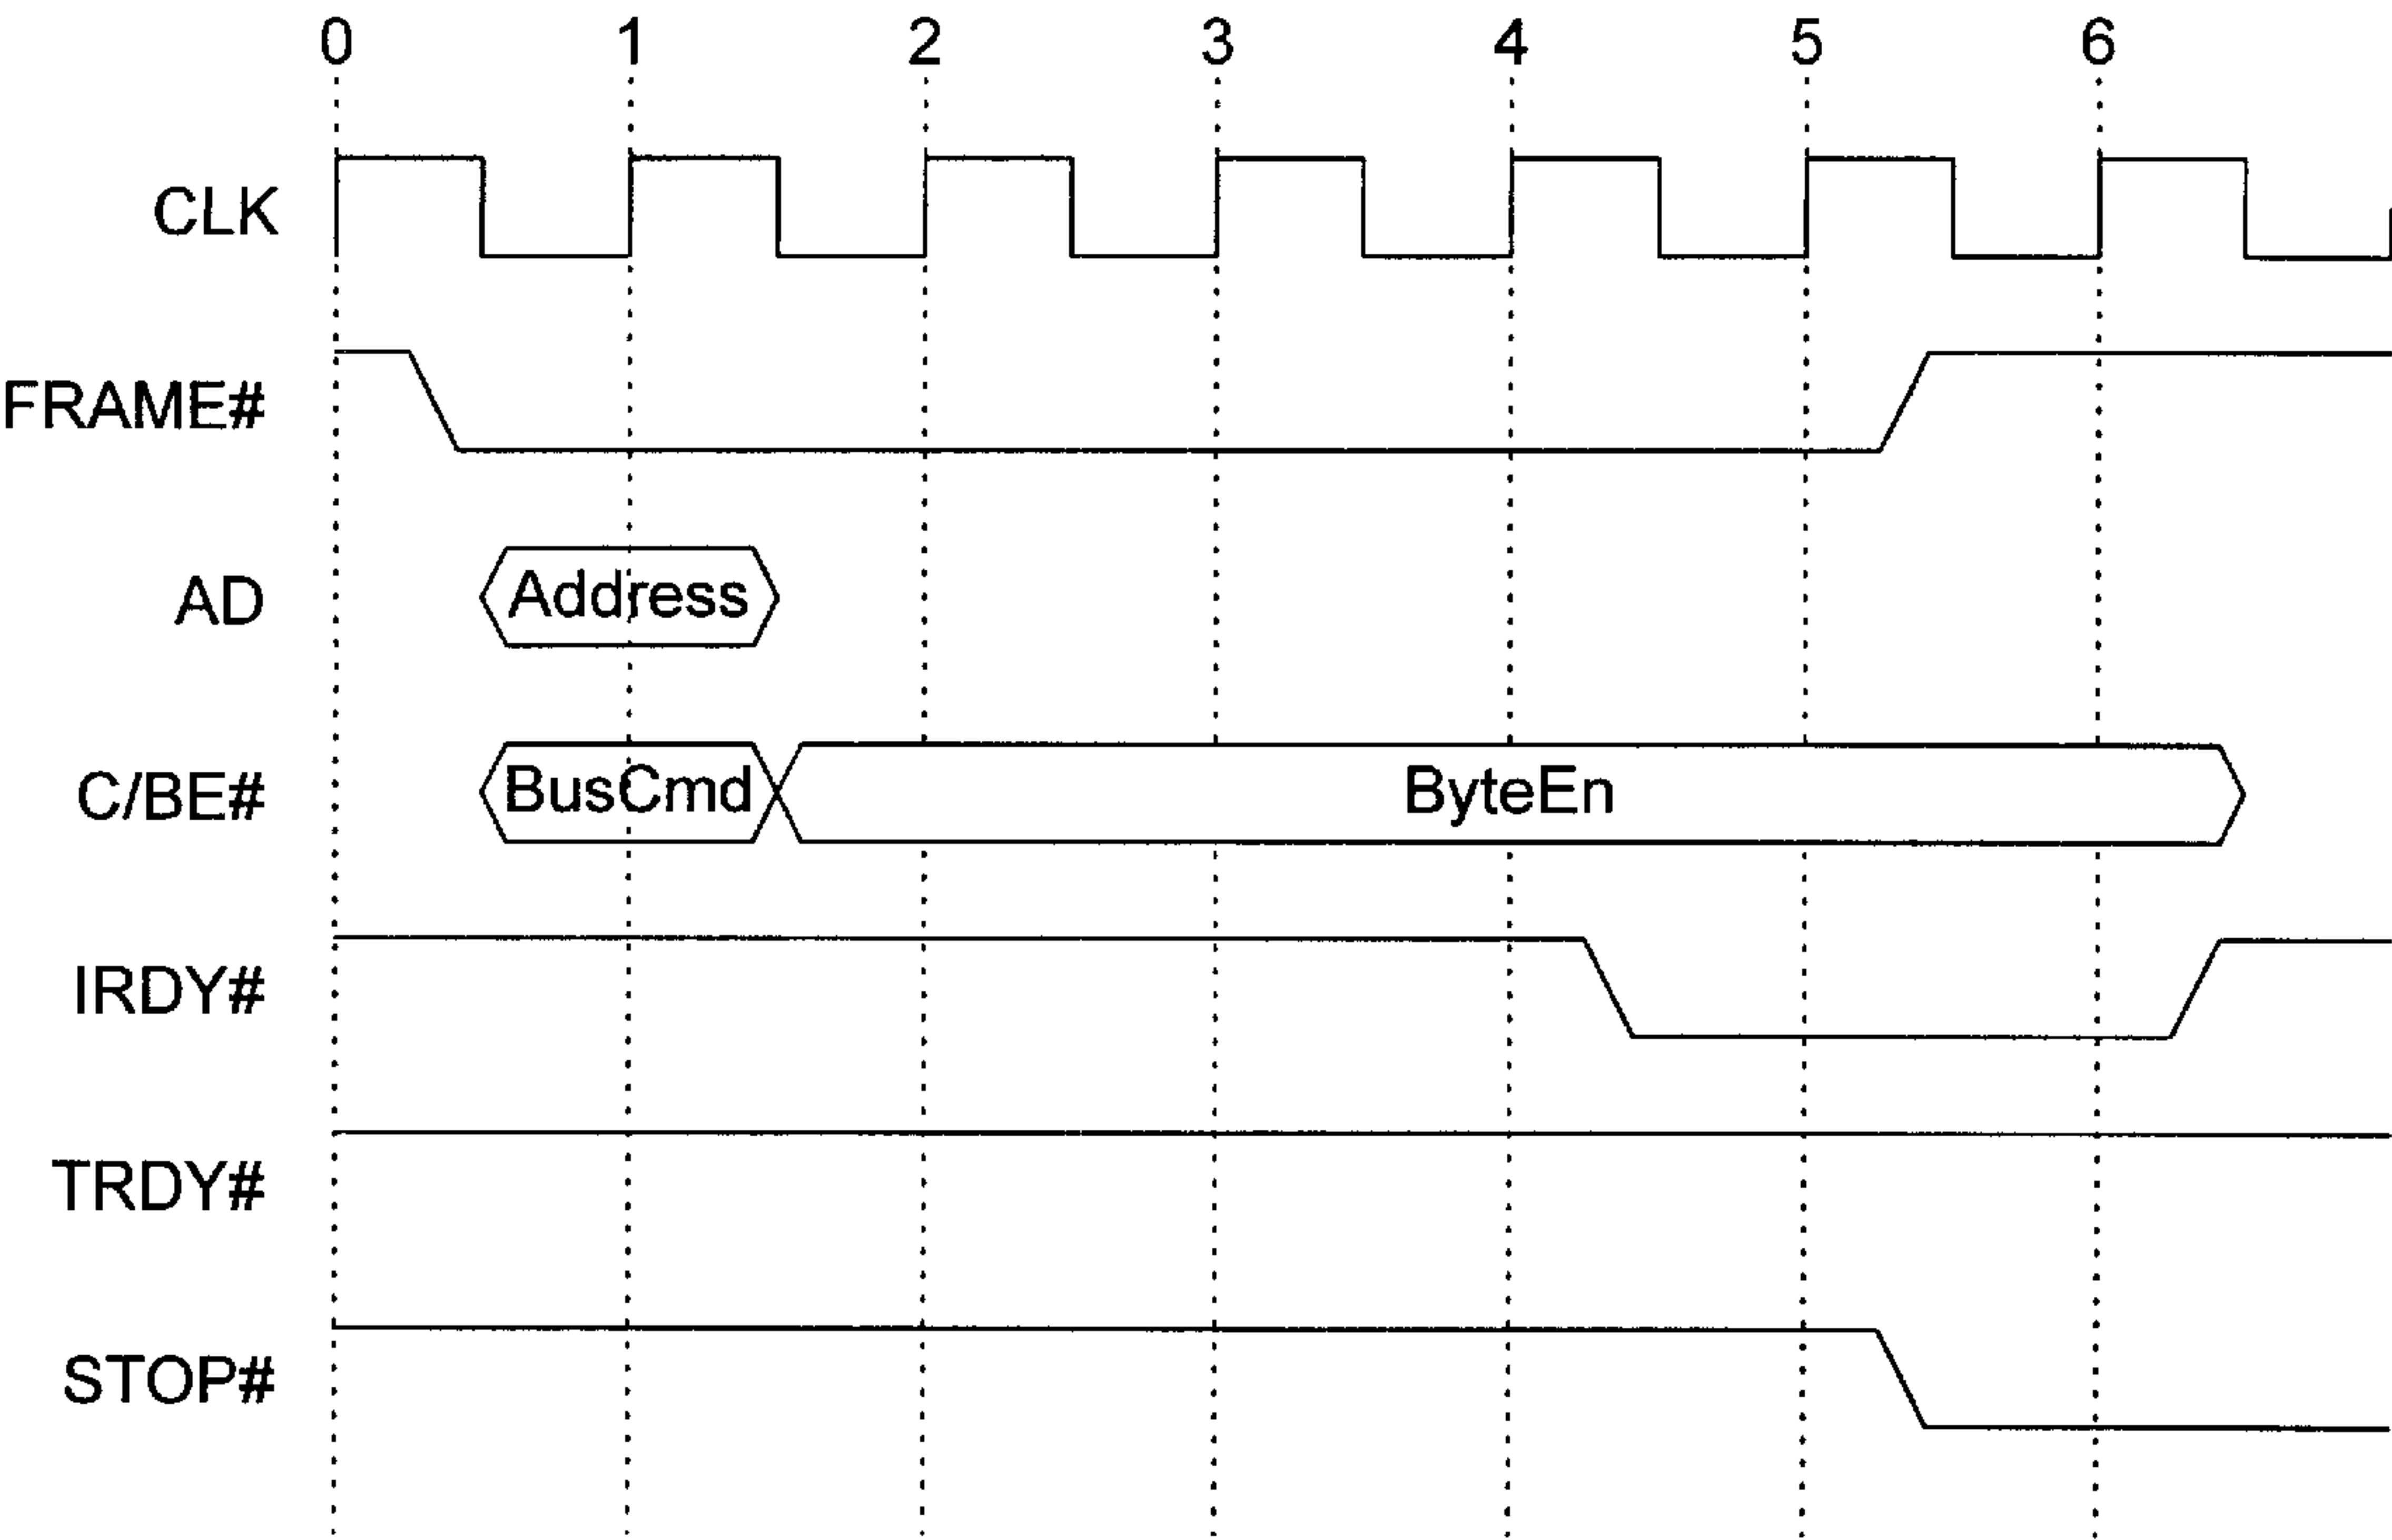 0 1 2 3 4 5 6
CLK
FRAME#
AD Address
C/BE# BusCmd ByteEn
IRDY#
TRDY#
STOP#